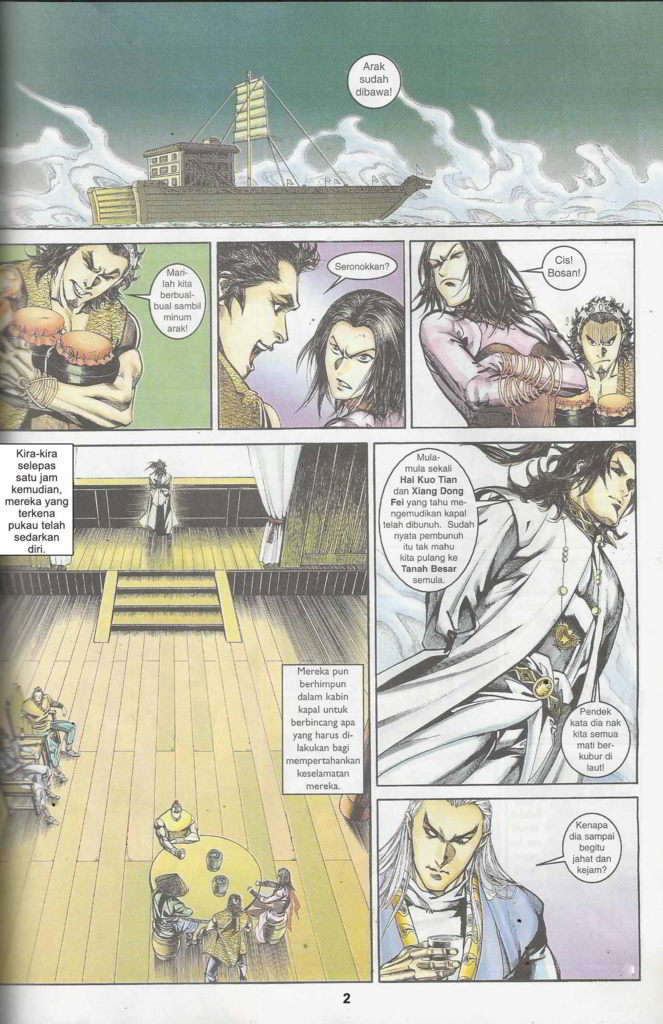 Arak
sudah
dibawa!
Mari-
lah kita
berbual-
bual sambil
minum
arak!
Seronokkan?
Cis!
Bosan!
Kira-kira
selepas
satu jam
kemudian,
mereka yang
terkena
pukau telah
sedarkan
diri.
Mula-
mula sekali
Hai Kuo Tian
dan Xiang Dong
Fei yang tahu me-
ngemudikan kapal
telah dibunuh. Sudah
nyata pembunuh
itu tak mahu
kita pulang ke
Tanah Besar
semula.
Mereka pun
berhimpun
dalam kabin
kapal untuk
berbincang apa
yang harus di-
lakukan bagi
mempertahankan
keselamatan
mereka.
Pendek
kata dia nak
kita semua
mati ber-
kubur di
laut!
Kenapa
dia sampai
begitu
jahat dan
kejam?
2